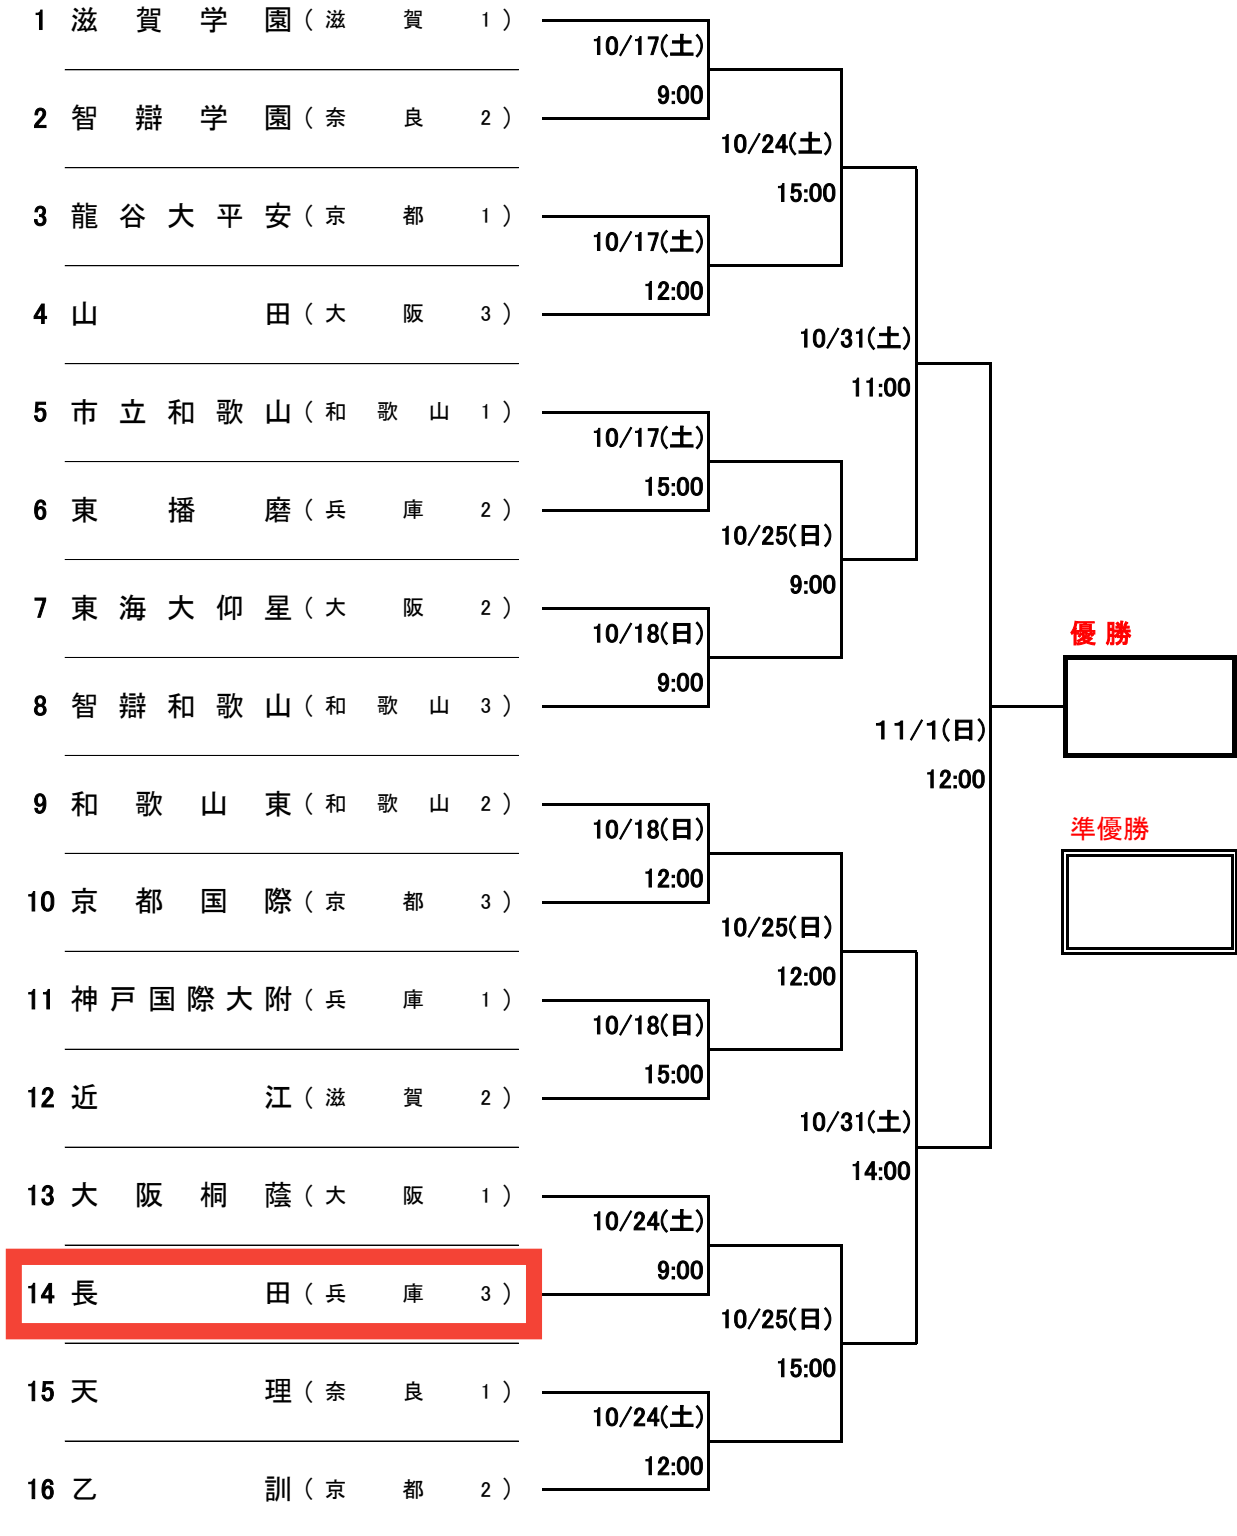 1 滋賀学園(滋賀1)
10/17(土)
9:00
2 智辯学園(奈良2)
10/24(土)
15:00
3 龍谷大平安(京都1)
10/17(土)
12:00
4 山田(大阪3)
10/31(土)
11:00
5 市立和歌山(和歌山1)
10/17(土)
15:00
6 東播磨(兵庫2)
10/25(日)
9:00
7 東海大仰星(大阪2)
10/18(日)
9:00
優勝
8 智辯和歌山(和歌山3)
11/1(日)
12:00
9 和歌山東(和歌山2)
10/18(日)
12:00
準優勝
10 京都国際(京都3)
10/25(日)
12:00
11 神戸国際大附(兵庫1)
10/18(日)
15:00
12 近江(滋賀2)
10/31(土)
14:00
13 大阪桐蔭(大阪1)
10/24(土)
9:00
14 長田(兵庫3)
10/25(日)
15:00
15 天理(奈良1)
10/24(土)
12:00
16 乙訓(京都2)